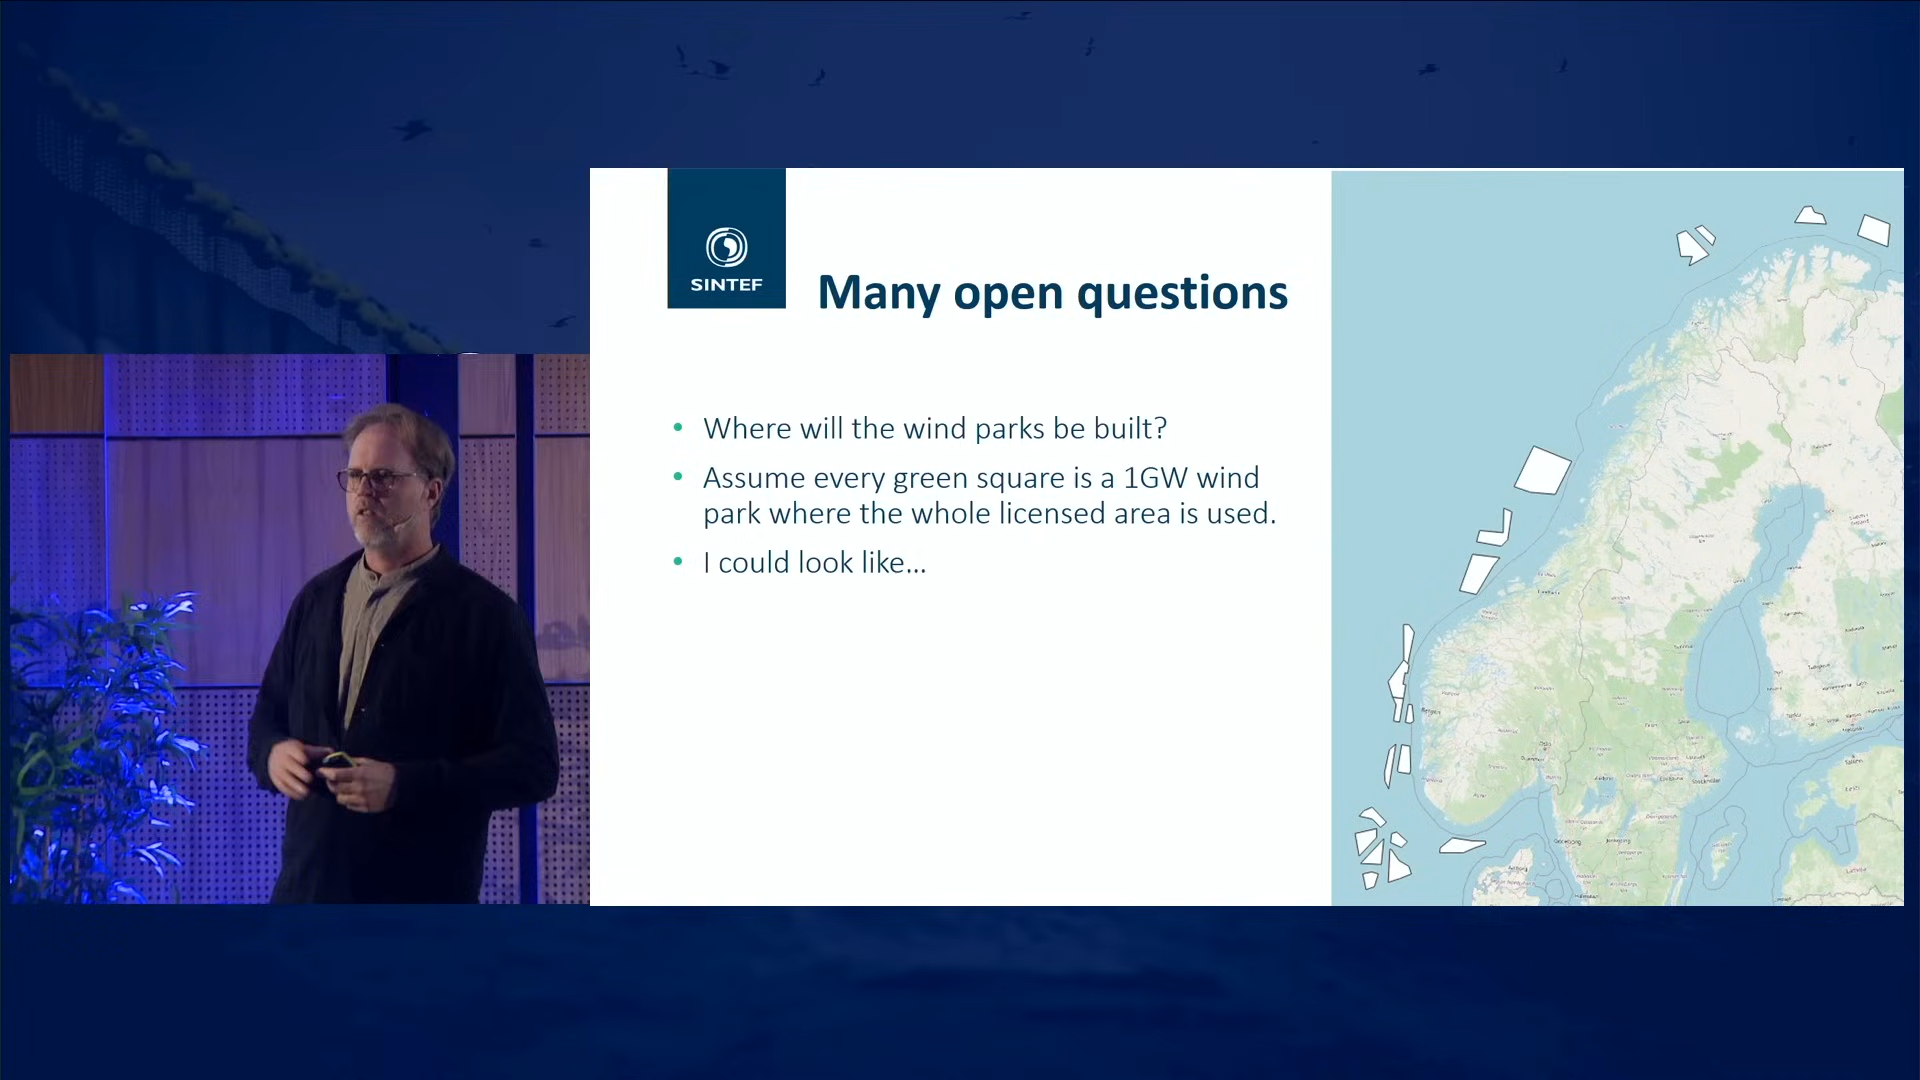 SINTEF
Many open questions
• Where will the wind parks be built?
• Assume every green square is a 1GW wind
park where the whole licensed area is used.
• I could look like...